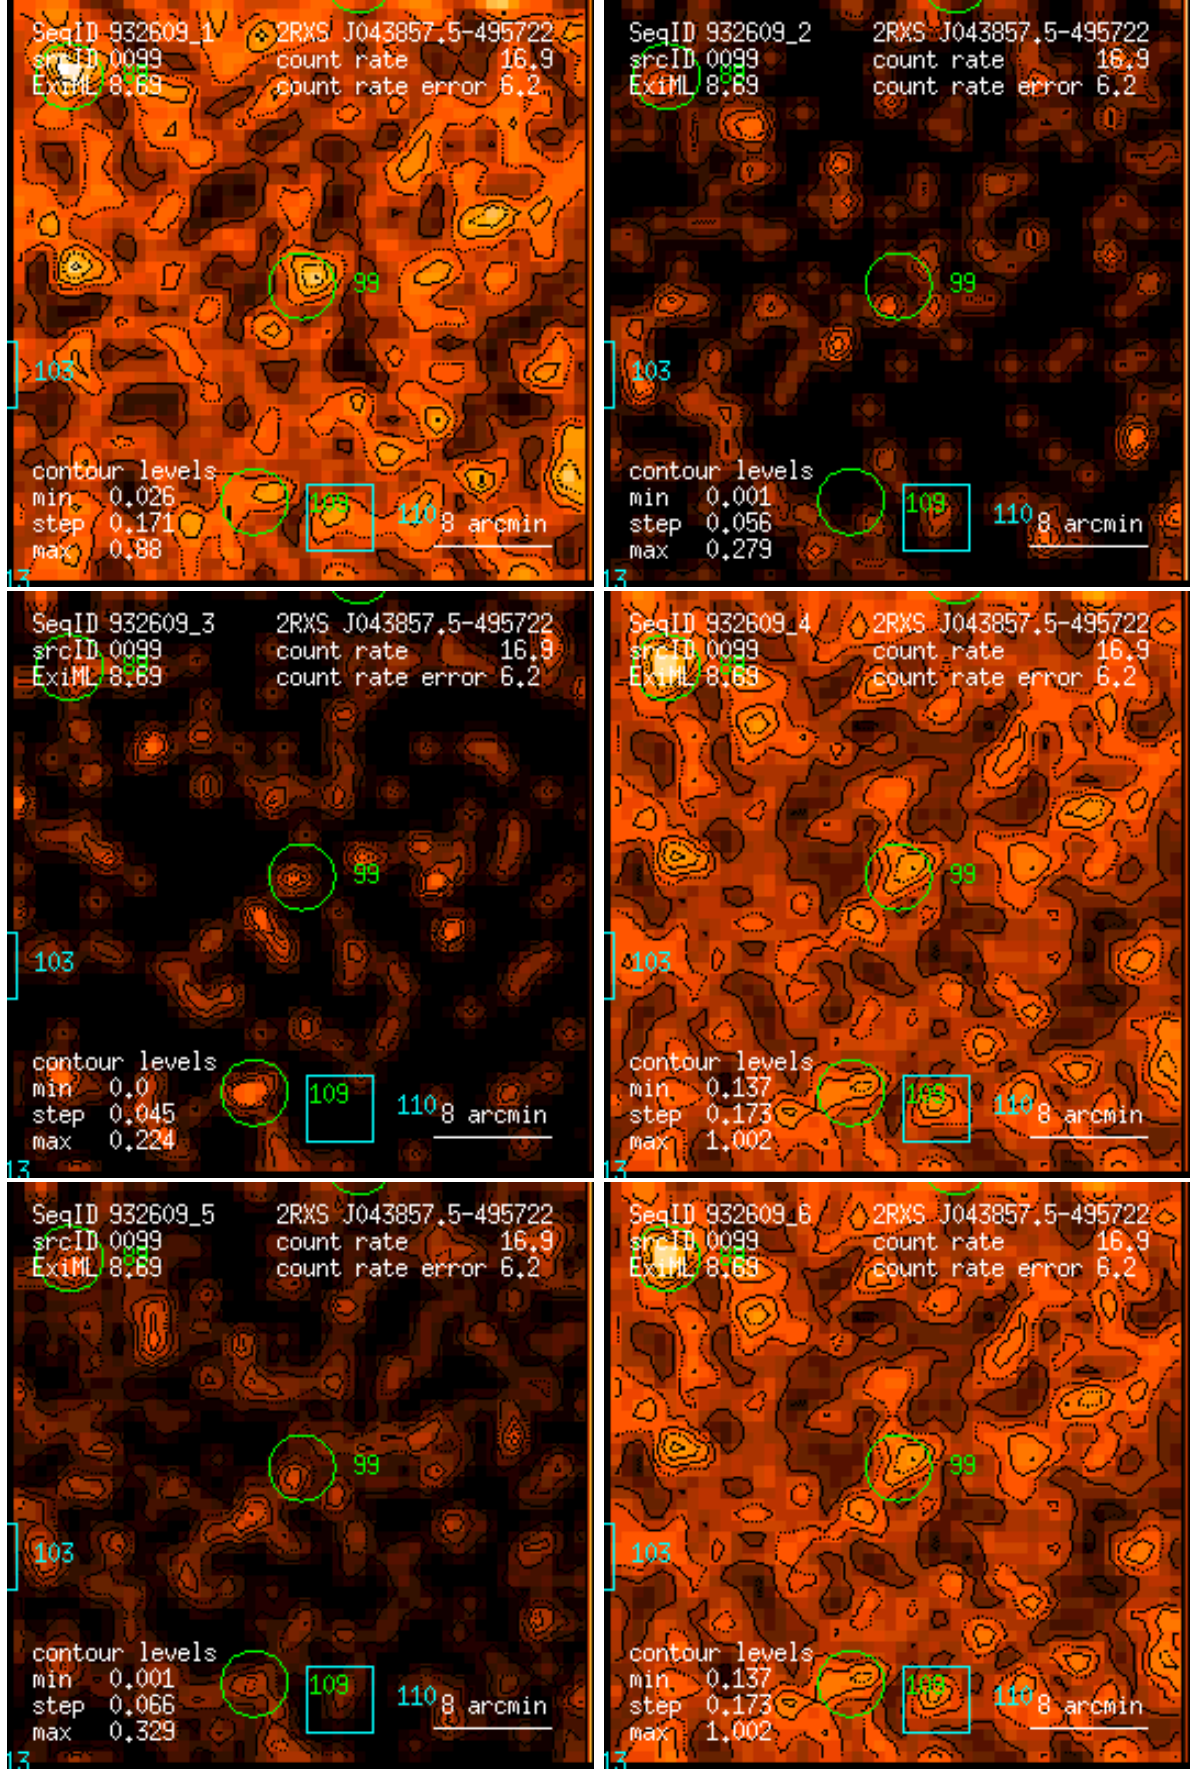 SeqID 932609_1 2RXS J043857.5-495722
srcID 0099 89 count rate 16.9
ExiML 8.69 count rate error 6.2
99
103
contour levels
min 0.026
step 0.171 109 110 8 arcmin
max 0.88
13
SeqID 932609_2 2RXS J043857.5-495722
srcID 0099 89 count rate 16.9
ExiML 8.69 count rate error 6.2
99
103
contour levels
min 0.001
step 0.056 109 110 8 arcmin
max 0.279
13
SeqID 932609_3 2RXS J043857.5-495722
srcID 0099 89 count rate 16.9
ExiML 8.69 count rate error 6.2
99
103
contour levels
min 0.0
step 0.045 109 110 8 arcmin
max 0.224
13
SeqID 932609_4 2RXS J043857.5-495722
srcID 0099 89 count rate 16.9
ExiML 8.69 count rate error 6.2
99
103
contour levels
min 0.137
step 0.173 109 110 8 arcmin
max 1.002
13
SeqID 932609_5 2RXS J043857.5-495722
srcID 0099 89 count rate 16.9
ExiML 8.69 count rate error 6.2
99
103
contour levels
min 0.001
step 0.066 109 110 8 arcmin
max 0.329
13
SeqID 932609_6 2RXS J043857.5-495722
srcID 0099 89 count rate 16.9
ExiML 8.69 count rate error 6.2
99
103
contour levels
min 0.137
step 0.173 109 110 8 arcmin
max 1.002
13